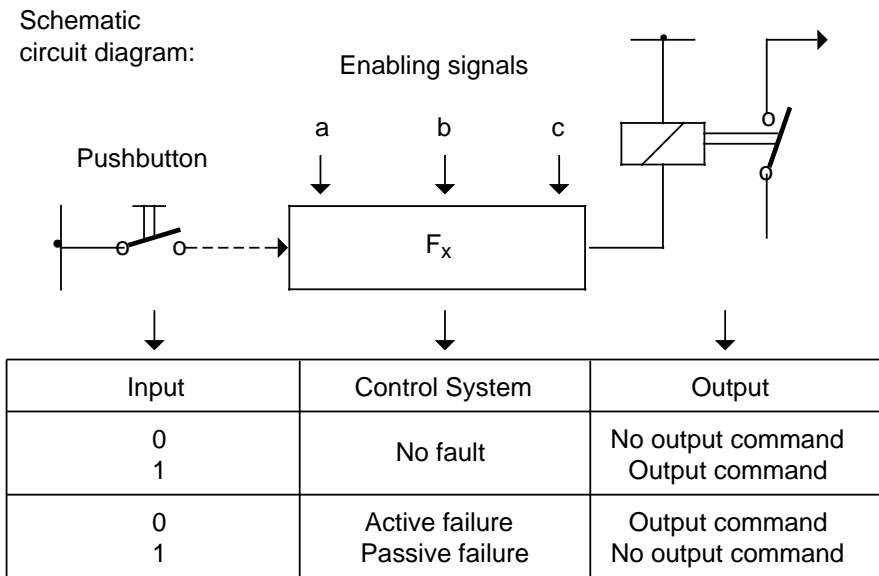 Schematic
circuit diagram:
Enabling signals
a b c
Pushbutton
Fx
Input Control System Output
0 No fault No output command
1 Output command
0 Active failure Output command
1 Passive failure No output command